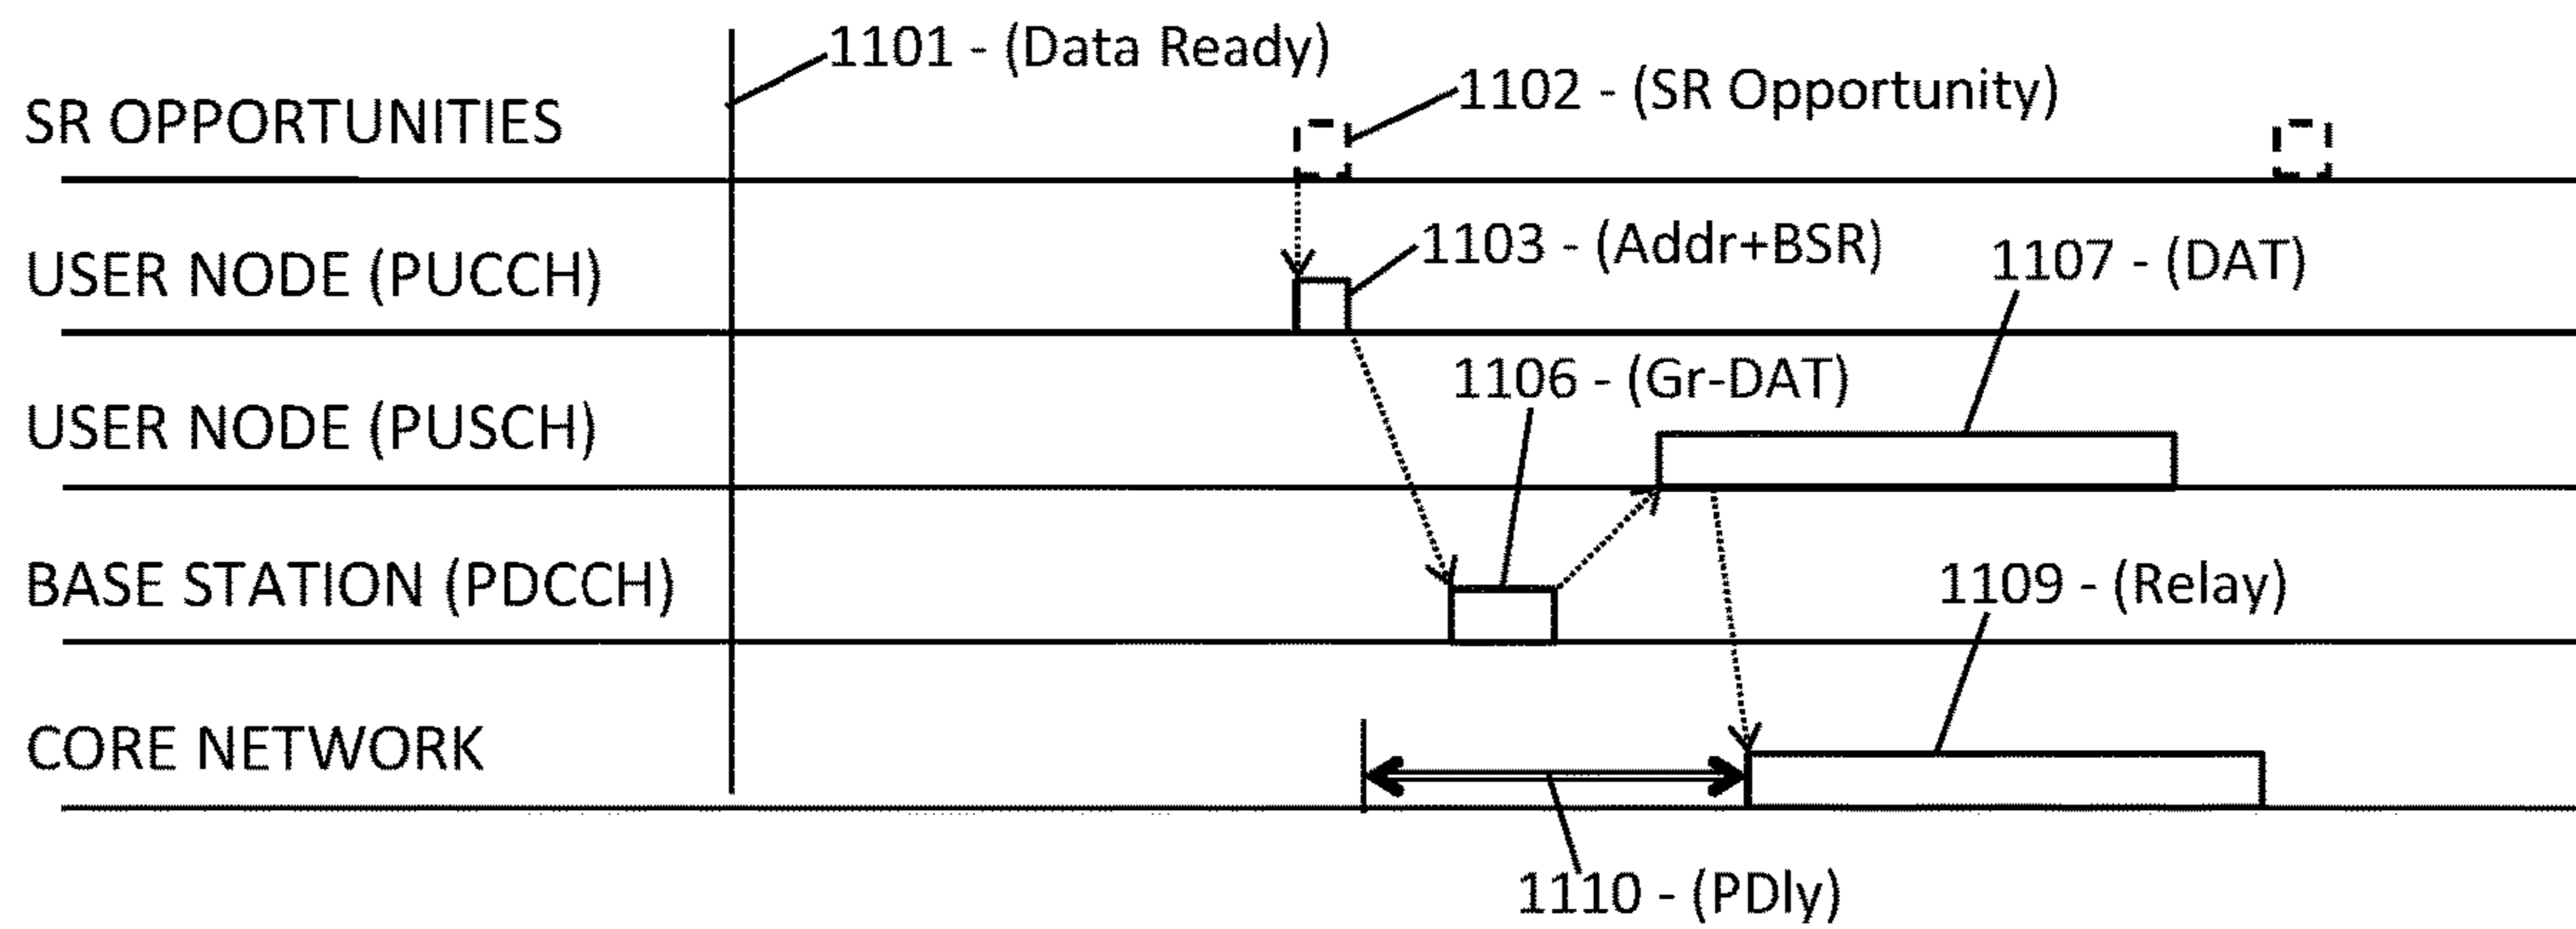 1101 - (Data Ready)
1102 - (SR Opportunity)
SR OPPORTUNITIES
1103 - (Addr+BSR)
1107 - (DAT)
USER NODE (PUCCH)
1106 - (Gr-DAT)
USER NODE (PUSCH)
BASE STATION (PDCCH)
1109 - (Relay)
CORE NETWORK
1110 - (PDly)